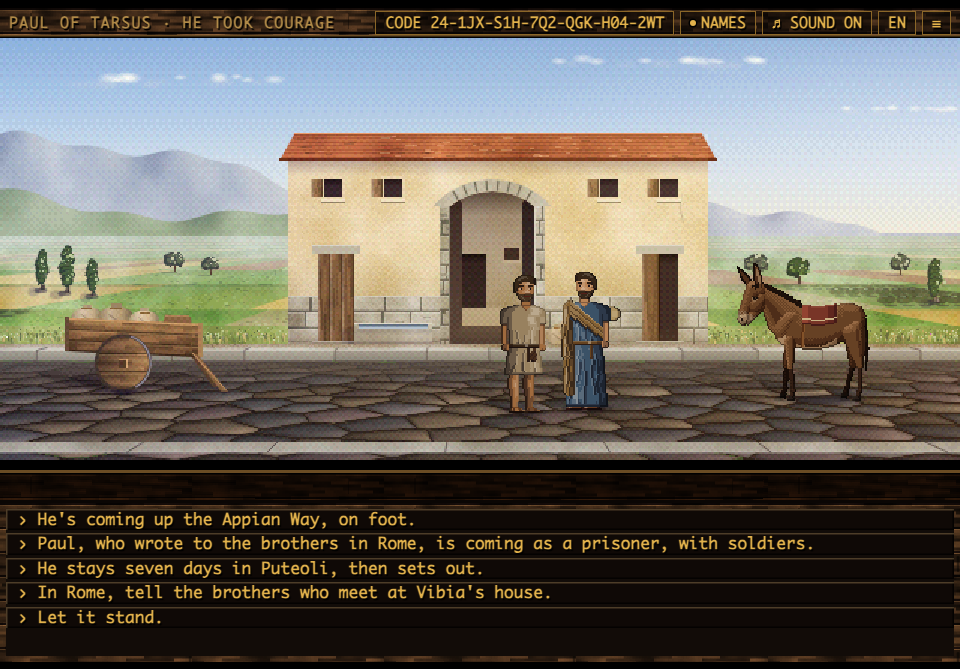 PAUL OF TARSUS · HE TOOK COURAGE
CODE 24-1JX-S1H-7Q2-QGK-H04-2WT
• NAMES
♬ SOUND ON
EN
≡
› He's coming up the Appian Way, on foot.
› Paul, who wrote to the brothers in Rome, is coming as a prisoner, with soldiers.
› He stays seven days in Puteoli, then sets out.
› In Rome, tell the brothers who meet at Vibia's house.
› Let it stand.